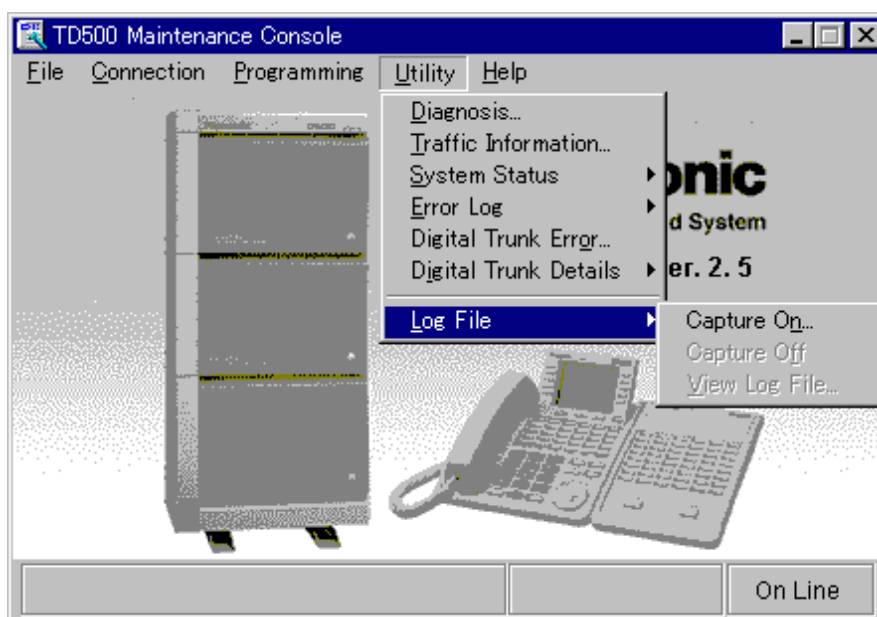 TD500 Maintenance Console
File Connection Programming Utility Help
Diagnosis...
Traffic Information...
System Status
Error Log
Digital Trunk Error...
Digital Trunk Details
Log File
Capture On...
Capture Off
View Log File...
onic
d System
er. 2. 5
On Line